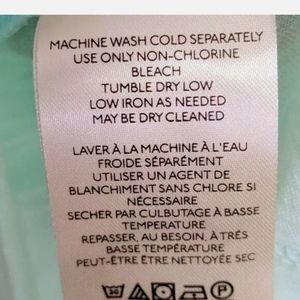 MACHINE WASH COLD SEPARATELY
USE ONLY NON-CHLORINE
BLEACH
TUMBLE DRY LOW
LOW IRON AS NEEDED
MAY BE DRY CLEANED
LAVER À LA MACHINE À L'EAU
FROIDE SÉPARÉMENT
UTILISER UN AGENT DE
BLANCHIMENT SANS CHLORE SI
NÉCESSAIRE
SECHER PAR CULBUTAGE À BASSE
TEMPERATURE
REPASSER, AU BESOIN, À TRÈS
BASSE TEMPÉRATURE
PEUT-ÊTRE ÊTRE NETTOYÉE SEC